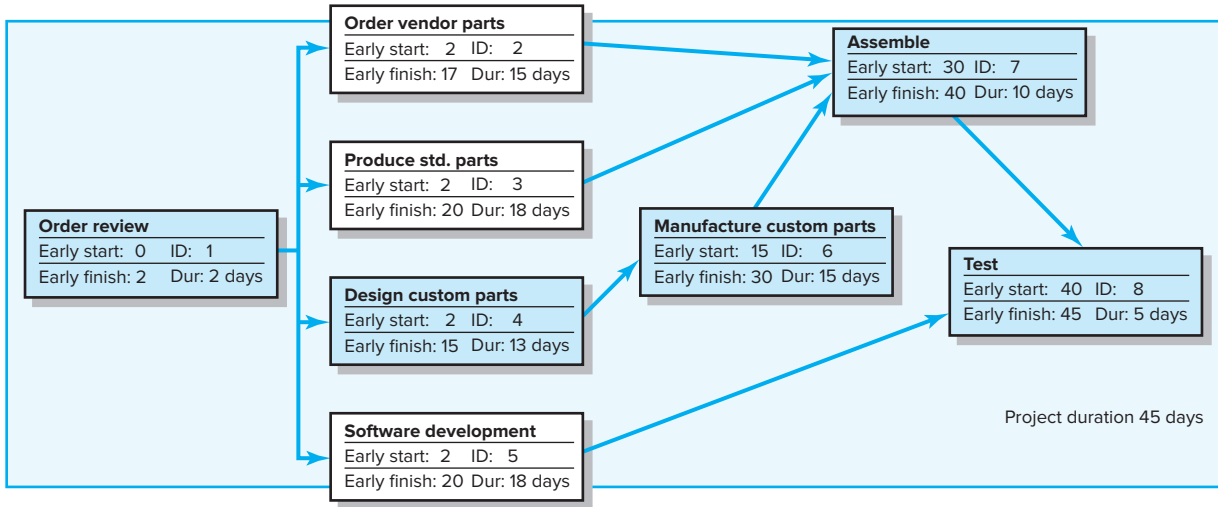 Order vendor parts
Early start: 2 ID: 2
Early finish: 17 Dur: 15 days
Produce std. parts
Early start: 2 ID: 3
Early finish: 20 Dur: 18 days
Order review
Early start: 0 ID: 1
Early finish: 2 Dur: 2 days
Design custom parts
Early start: 2 ID: 4
Early finish: 15 Dur: 13 days
Software development
Early start: 2 ID: 5
Early finish: 20 Dur: 18 days
Manufacture custom parts
Early start: 15 ID: 6
Early finish: 30 Dur: 15 days
Assemble
Early start: 30 ID: 7
Early finish: 40 Dur: 10 days
Test
Early start: 40 ID: 8
Early finish: 45 Dur: 5 days
Project duration 45 days